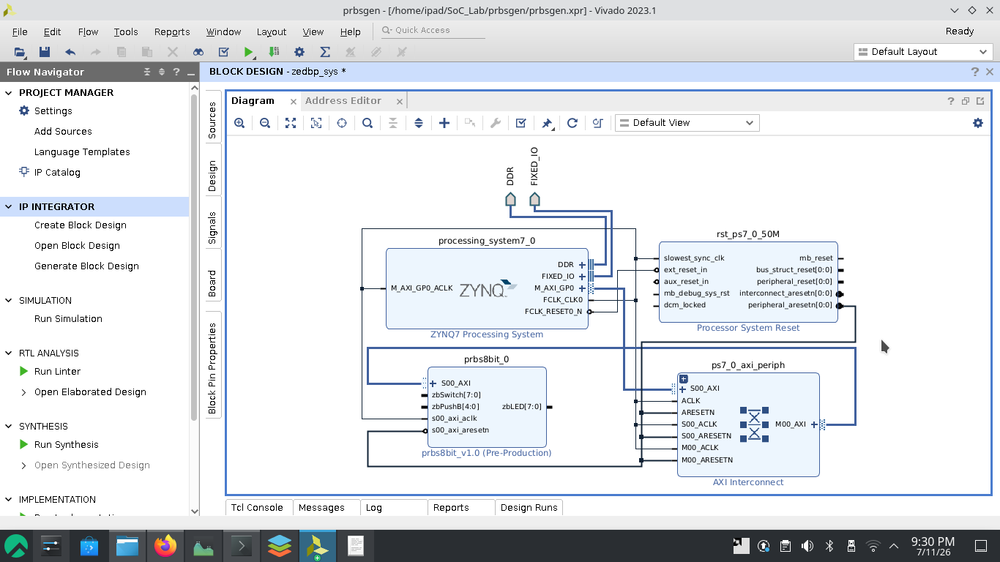 prbsgen - [/home/ipad/SoC_Lab/prbsgen/prbsgen.xpr] - Vivado 2023.1
File Edit Flow Tools Reports Window Layout View Help Quick Access Ready
Default Layout
Flow Navigator
PROJECT MANAGER
Settings
Add Sources
Language Templates
IP Catalog
IP INTEGRATOR
Create Block Design
Open Block Design
Generate Block Design
SIMULATION
Run Simulation
RTL ANALYSIS
Run Linter
Open Elaborated Design
SYNTHESIS
Run Synthesis
Open Synthesized Design
IMPLEMENTATION
BLOCK DESIGN - zedbp_sys *
Sources
Design
Signals
Board
Block Pin Properties
Diagram
Address Editor
Default View
DDR
FIXED_IO
processing_system7_0
M_AXI_GP0_ACLK
ZYNQ
DDR
FIXED_IO
M_AXI_GP0
FCLK_CLK0
FCLK_RESET0_N
ZYNQ7 Processing System
rst_ps7_0_50M
slowest_sync_clk
ext_reset_in
aux_reset_in
mb_debug_sys_rst
dcm_locked
mb_reset
bus_struct_reset[0:0]
peripheral_reset[0:0]
interconnect_aresetn[0:0]
peripheral_aresetn[0:0]
Processor System Reset
prbs8bit_0
S00_AXI
zbSwitch[7:0]
zbPushB[4:0]
s00_axi_aclk
s00_axi_aresetn
zbLED[7:0]
prbs8bit_v1.0 (Pre-Production)
ps7_0_axi_periph
S00_AXI
ACLK
ARESETN
S00_ACLK
S00_ARESETN
M00_ACLK
M00_ARESETN
M00_AXI
AXI Interconnect
Tcl Console
Messages
Log
Reports
Design Runs
9:30 PM
7/11/26